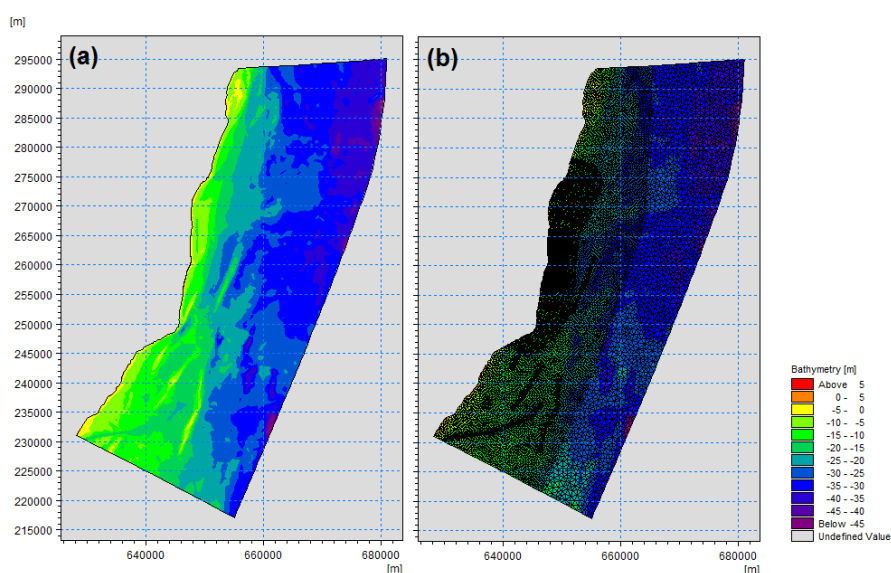 [m]
(a)
(b)
295000
290000
285000
280000
275000
270000
265000
260000
255000
250000
245000
240000
235000
230000
225000
220000
215000
640000 660000 680000
[m]
640000 660000 680000
[m]
Bathymetry [m]
Above 5
0 - 5
-5 - 0
-10 - -5
-15 - -10
-20 - -15
-25 - -20
-30 - -25
-35 - -30
-40 - -35
-45 - -40
Below -45
Undefined Value